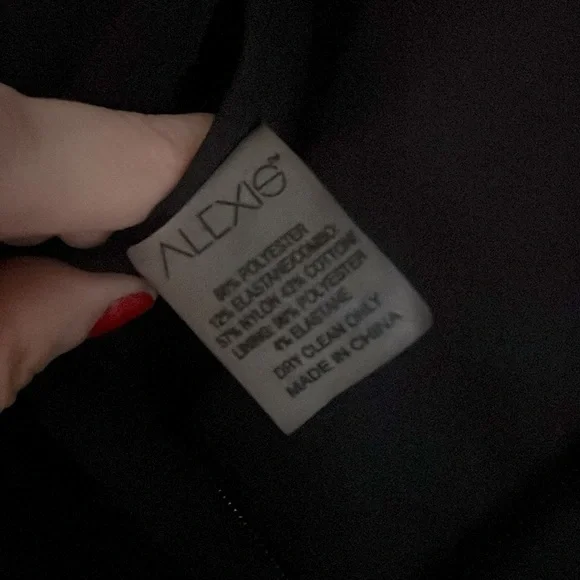 ALEXIS™
88% POLYESTER
12% ELASTANE/COMBO:
57% NYLON 43% COTTON/
LINING: 96% POLYESTER
4% ELASTANE
DRY CLEAN ONLY
MADE IN CHINA